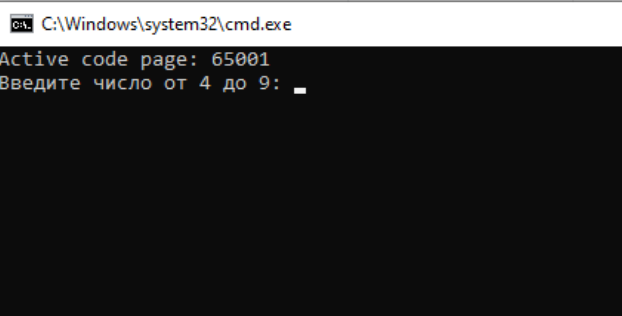 C:\Windows\system32\cmd.exe
Active code page: 65001
Введите число от 4 до 9: